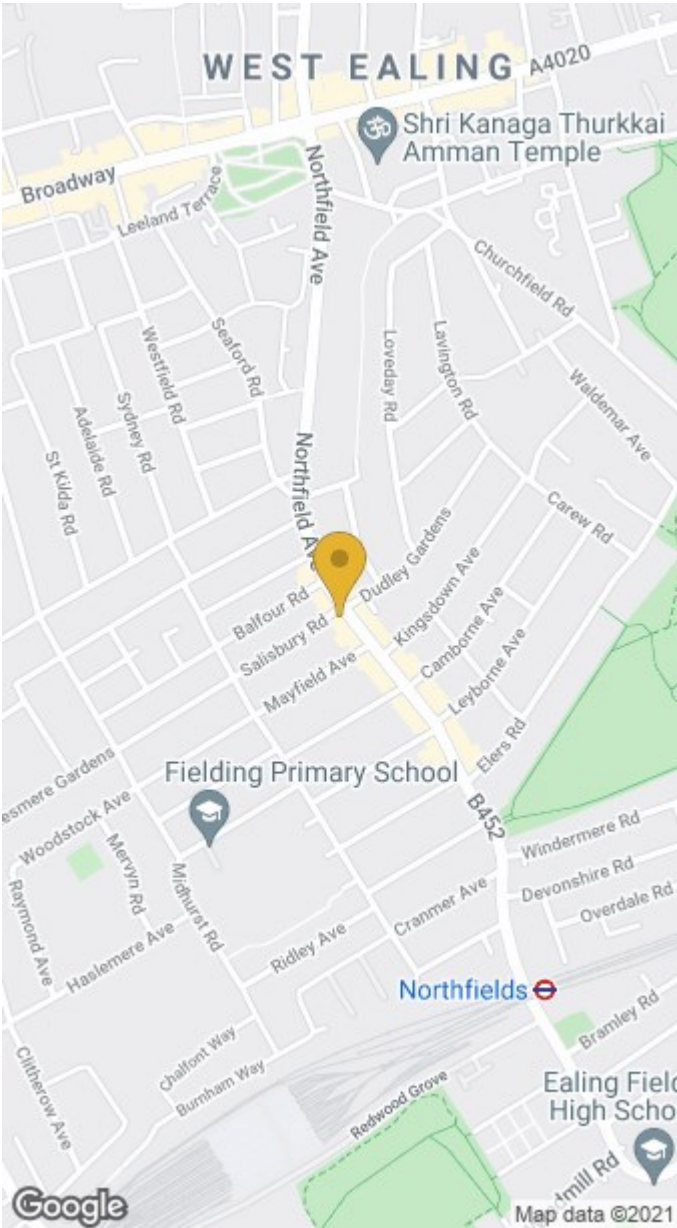 WEST EALING
A4020
Shri Kanaga Thurkkai
Amman Temple
Broadway
Leeland Terrace
Northfield Ave
Churchfield Rd
Seaford Rd
Westfield Rd
Loveday Rd
Lavington Rd
Waldemar Ave
Sydney Rd
Adelaide Rd
St Kilda Rd
Northfield Ave
Carew Rd
Dudley Gardens
Balfour Rd
Salisbury Rd
Kingsdown Ave
Mayfield Ave
Camborne Ave
Leyborne Ave
Elers Rd
esmere Gardens
Fielding Primary School
Woodstock Ave
B452
Mervyn Rd
Midhurst Rd
Windermere Rd
Devonshire Rd
Raymond Ave
Cranmer Ave
Overdale Rd
Haslemere Ave
Ridley Ave
Northfields
Bramley Rd
Chalfont Way
Burnham Way
Clitherow Ave
Redwood Grove
Ealing Field
High Scho
dmill Rd
Google
Map data ©2021